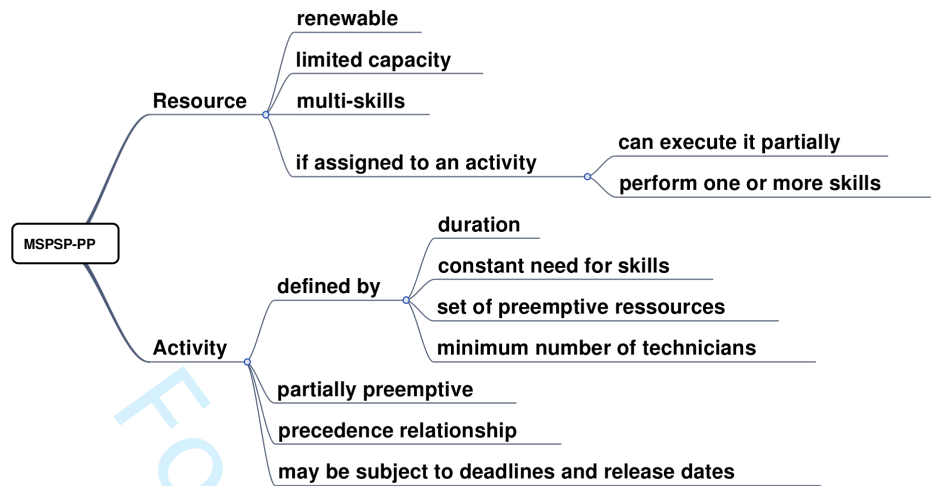 renewable
limited capacity
Resource
multi-skills
if assigned to an activity
can execute it partially
perform one or more skills
MSPSP-PP
duration
constant need for skills
defined by
set of preemptive ressources
minimum number of technicians
Activity
partially preemptive
precedence relationship
may be subject to deadlines and release dates
FO